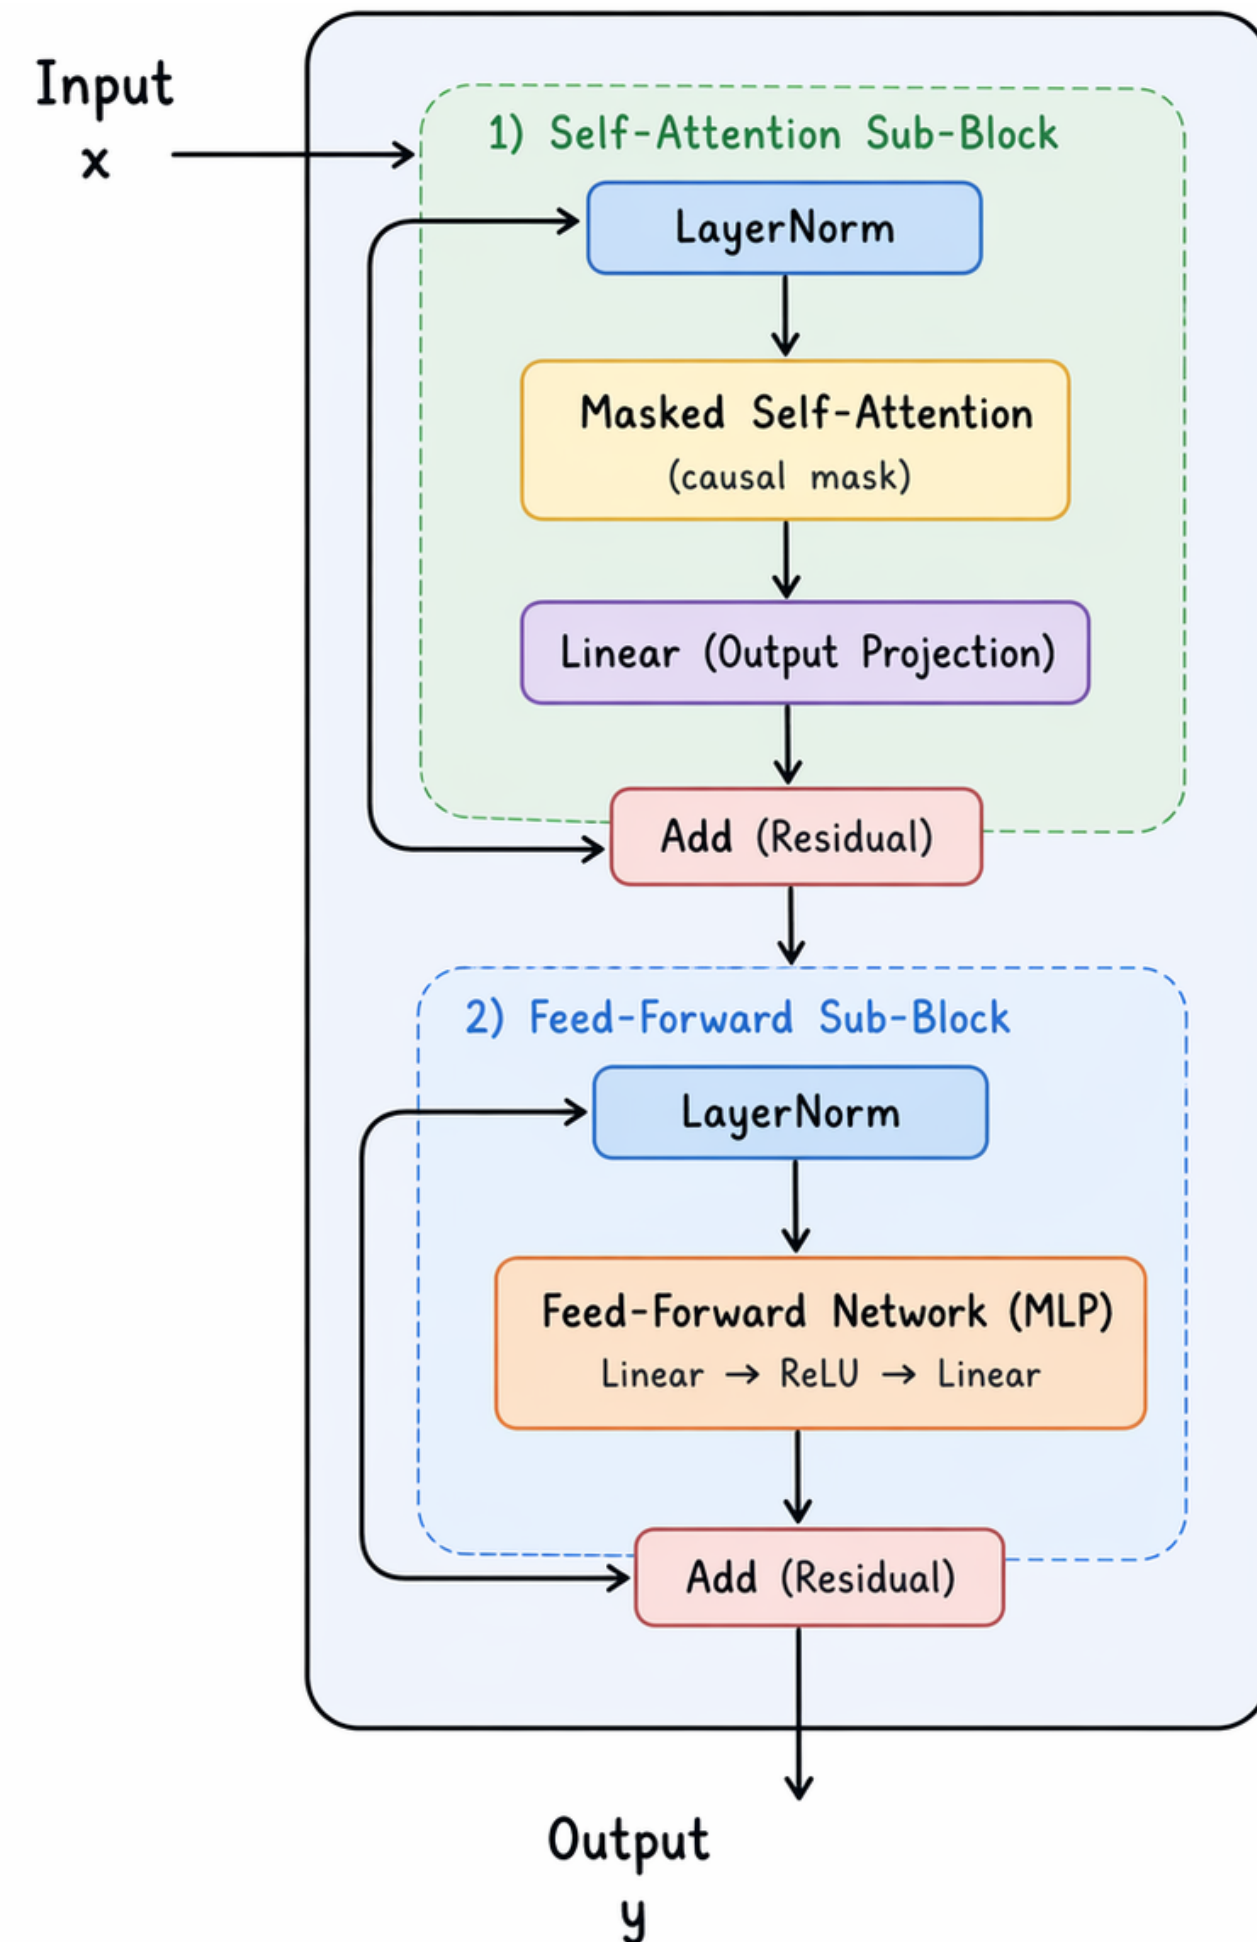 Input
x
1) Self-Attention Sub-Block
LayerNorm
Masked Self-Attention
(causal mask)
Linear (Output Projection)
Add (Residual)
2) Feed-Forward Sub-Block
LayerNorm
Feed-Forward Network (MLP)
Linear → ReLU → Linear
Add (Residual)
Output
y